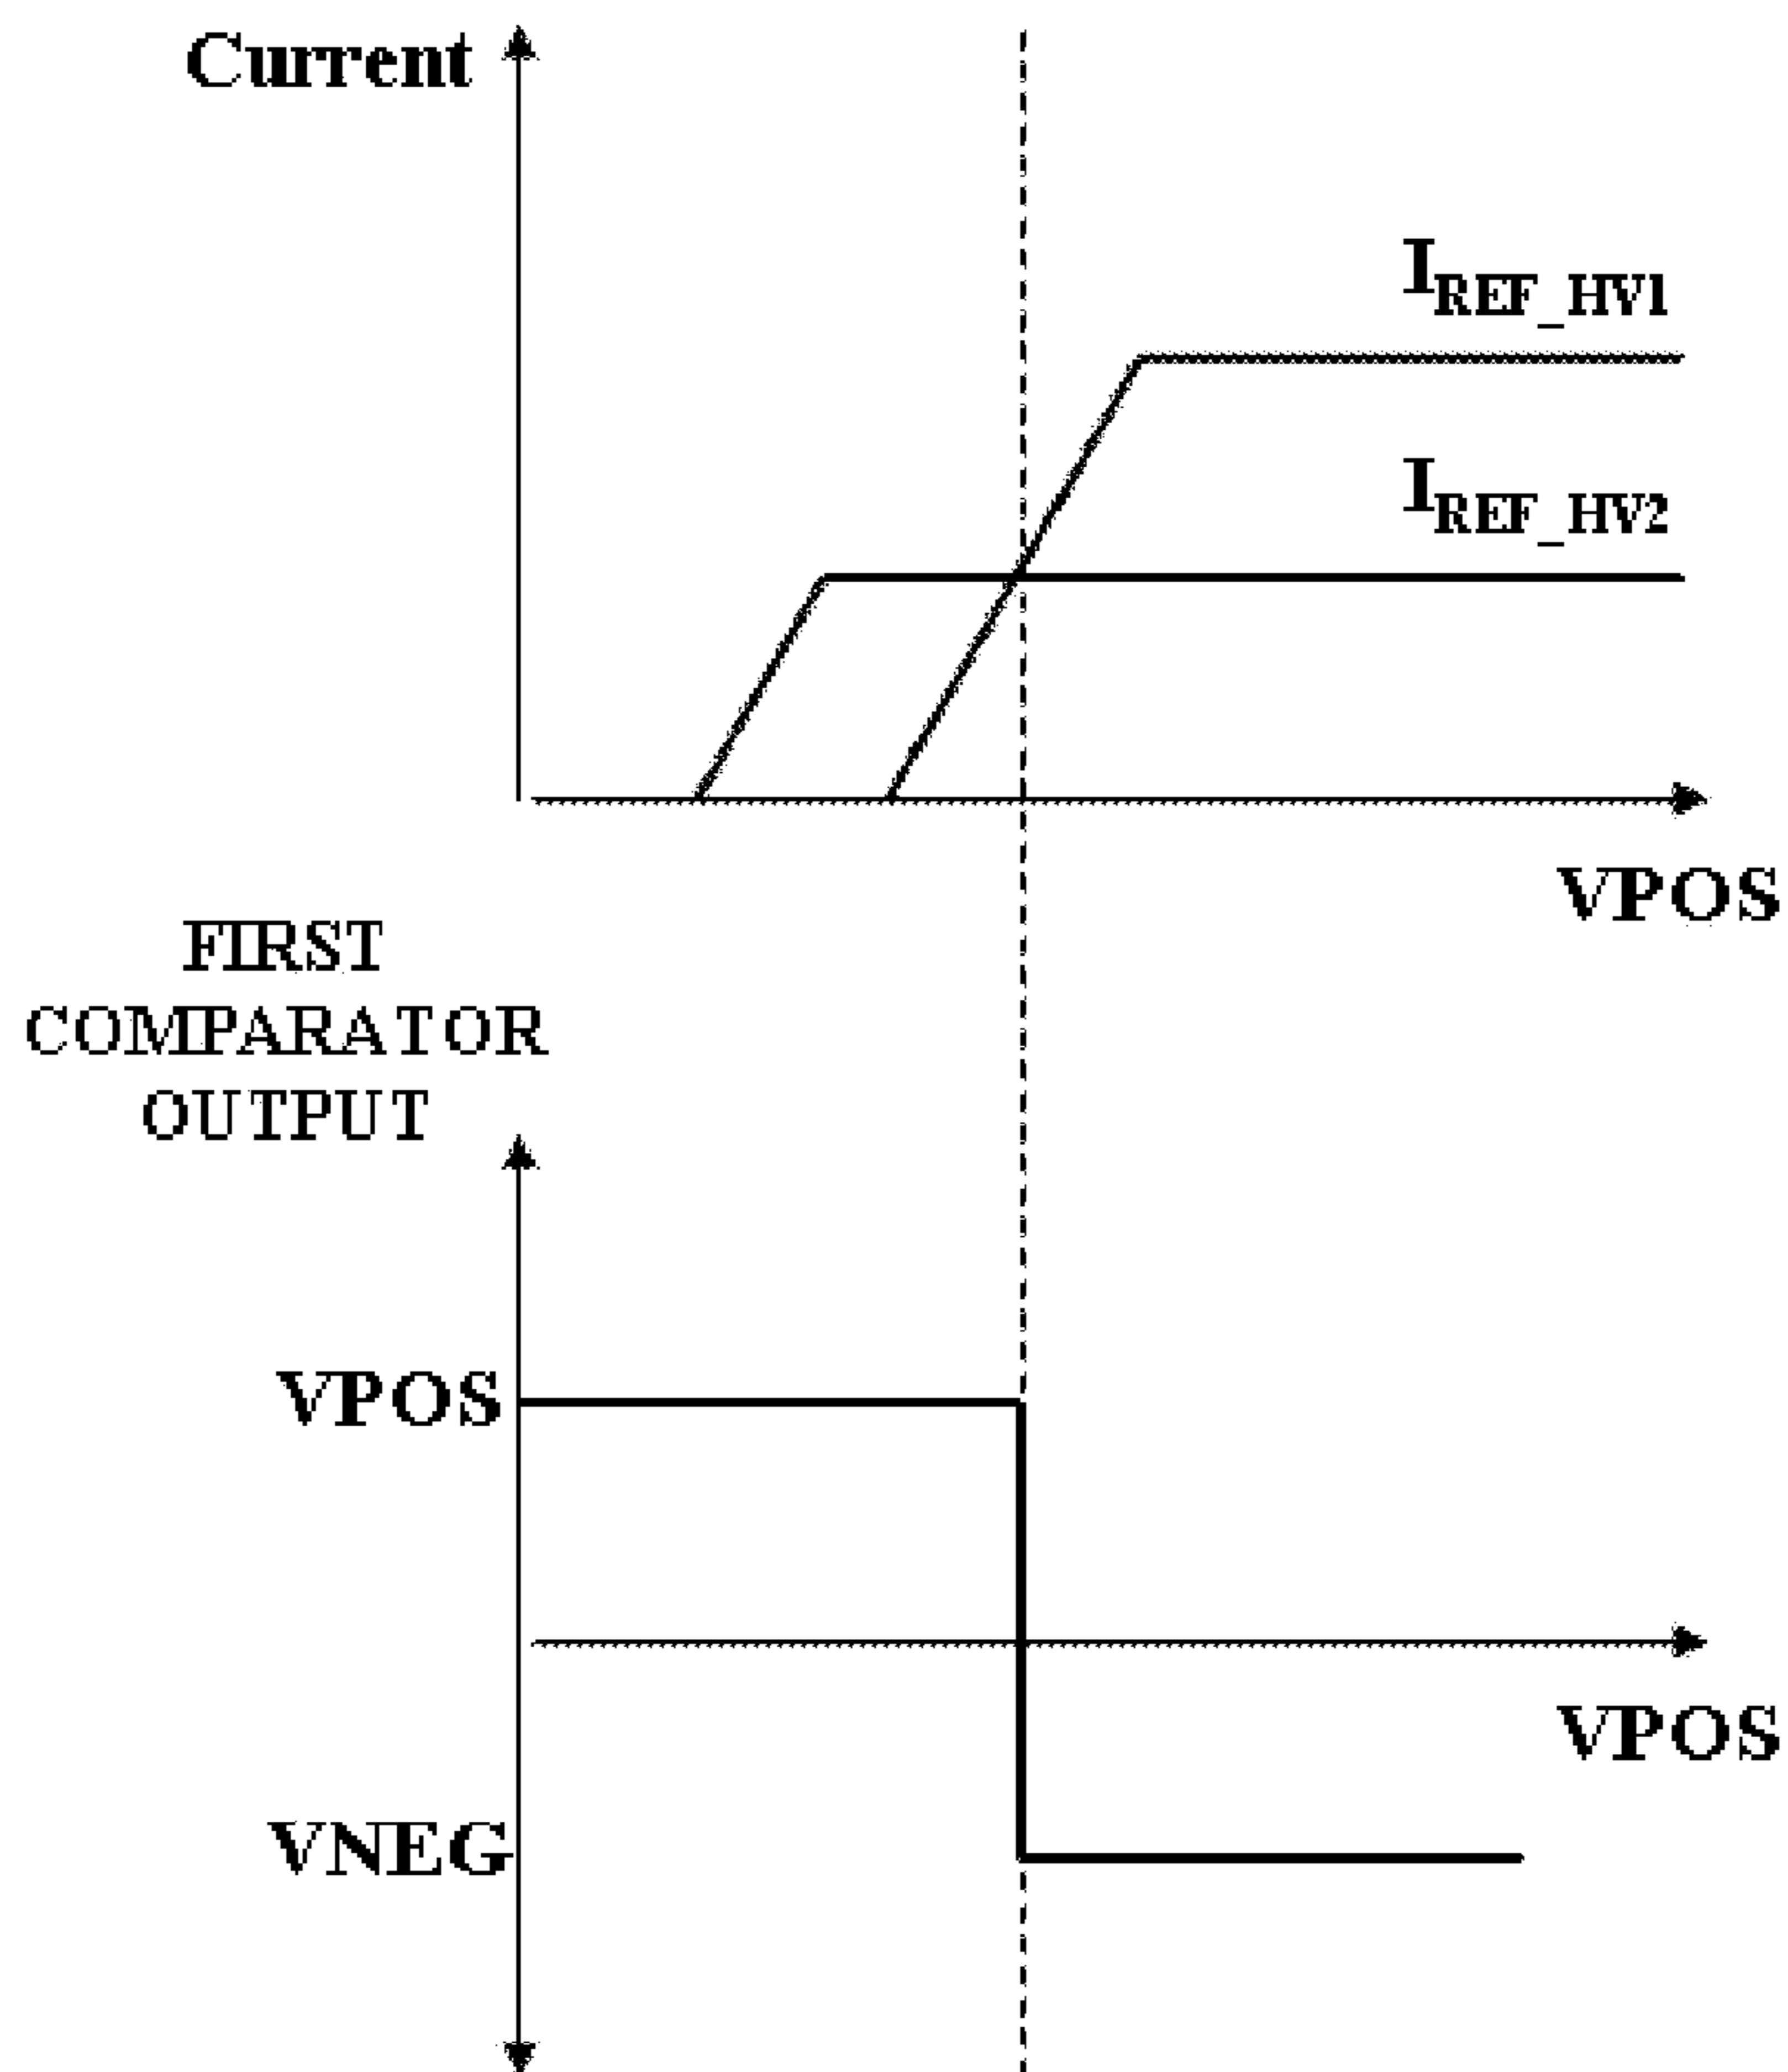 Current
IREF_HV1
IREF_HV2
VPOS
FIRST
COMPARATOR
OUTPUT
VPOS
VPOS
VNEG